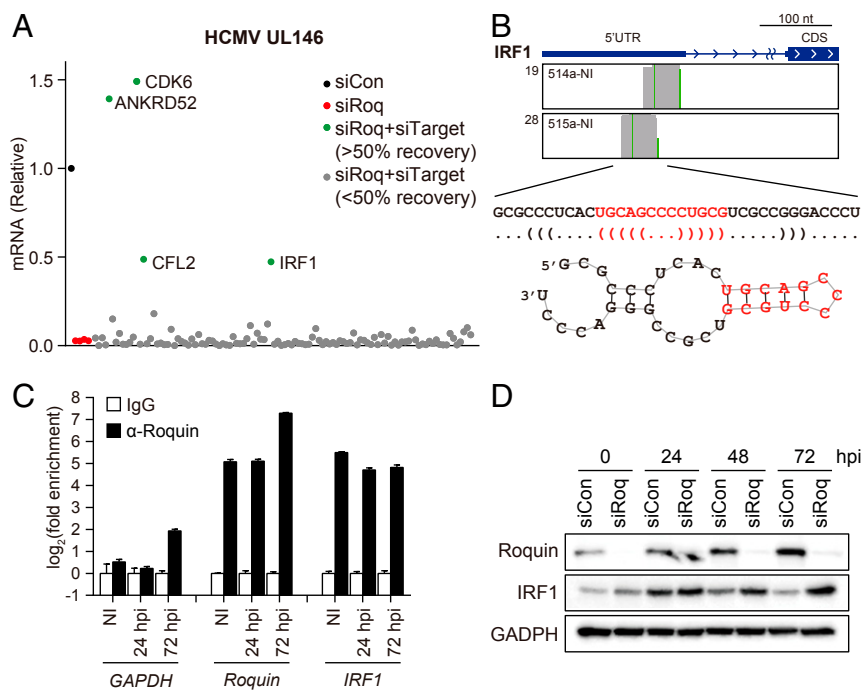 A
HCMV UL146
mRNA (Relative)
1.5
1.0
0.5
0.0
CDK6
ANKRD52
CFL2
IRF1
siCon
siRoq
siRoq+siTarget
(>50% recovery)
siRoq+siTarget
(<50% recovery)
B
100 nt
5'UTR
CDS
IRF1
19
514a-NI
28
515a-NI
GCGCCCUCACUGCAGCCCCUGCGUCGCCGGGACCCU
....(((......(((((...)))))......)))....
5'
GCGCCCUCACUGCAGCCCCUGCGUCGCCGGGACCCU
3'
C
IgG
α-Roquin
log2(fold enrichment)
8
7
6
5
4
3
2
1
0
-1
NI
24 hpi
72 hpi
NI
24 hpi
72 hpi
NI
24 hpi
72 hpi
GAPDH
Roquin
IRF1
D
0
24
48
72
hpi
siCon
siRoq
siCon
siRoq
siCon
siRoq
siCon
siRoq
Roquin
IRF1
GADPH